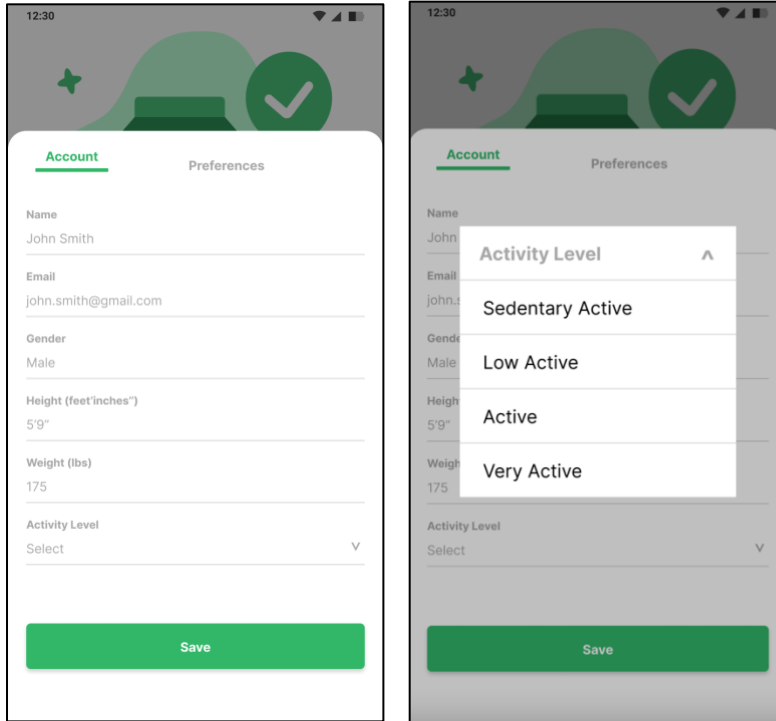 12:30
Account Preferences
Name
John Smith
Email
john.smith@gmail.com
Gender
Male
Height (feet'inches'')
5'9"
Weight (lbs)
175
Activity Level
Select
Save
12:30
Account Preferences
Name
John
Activity Level
Email
john.s
Sedentary Active
Gende
Male
Low Active
Heigh
5'9"
Active
Weigh
175
Very Active
Activity Level
Select
Save